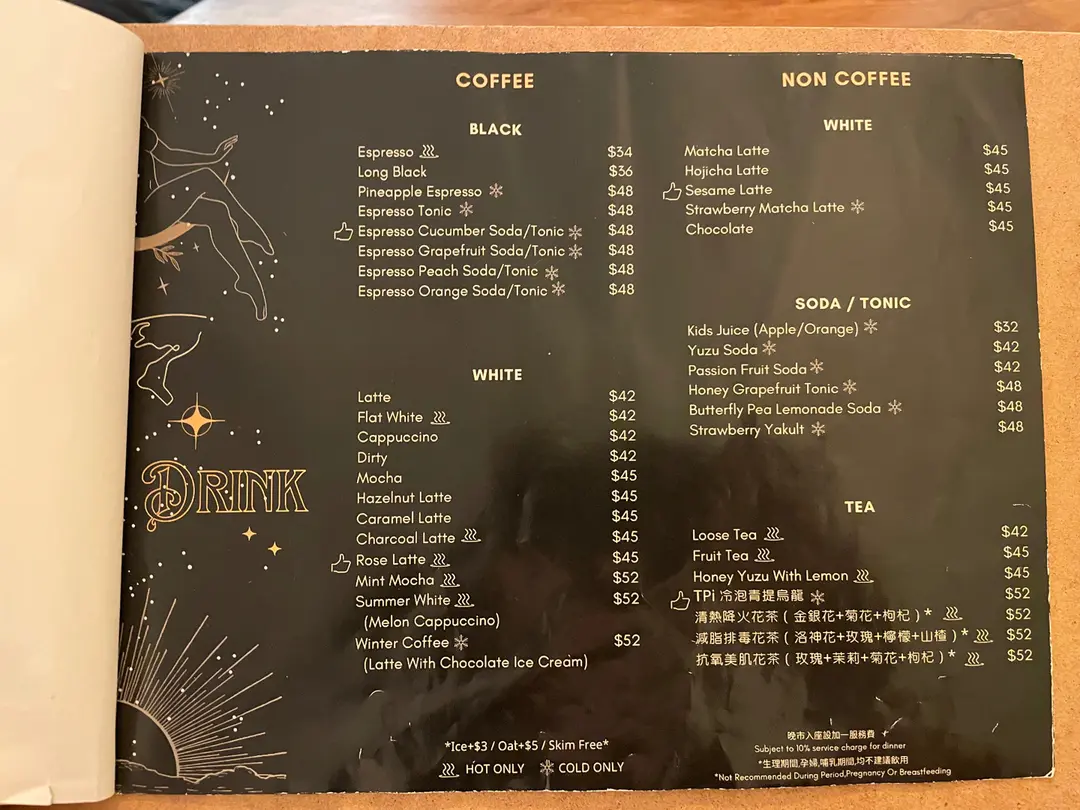 DRINK
COFFEE
BLACK
Espresso $34
Long Black $36
Pineapple Espresso $48
Espresso Tonic $48
Espresso Cucumber Soda/Tonic $48
Espresso Grapefruit Soda/Tonic $48
Espresso Peach Soda/Tonic $48
Espresso Orange Soda/Tonic $48
WHITE
Latte $42
Flat White $42
Cappuccino $42
Dirty $42
Mocha $45
Hazelnut Latte $45
Caramel Latte $45
Charcoal Latte $45
Rose Latte $45
Mint Mocha $52
Summer White $52
(Melon Cappuccino)
Winter Coffee $52
(Latte With Chocolate Ice Cream)
*Ice+$3 / Oat+$5 / Skim Free*
HOT ONLY COLD ONLY
NON COFFEE
WHITE
Matcha Latte $45
Hojicha Latte $45
Sesame Latte $45
Strawberry Matcha Latte $45
Chocolate $45
SODA / TONIC
Kids Juice (Apple/Orange) $32
Yuzu Soda $42
Passion Fruit Soda $42
Honey Grapefruit Tonic $48
Butterfly Pea Lemonade Soda $48
Strawberry Yakult $48
TEA
Loose Tea $42
Fruit Tea $45
Honey Yuzu With Lemon $45
TPi 冷泡青提烏龍 $52
清熱降火花茶 ( 金銀花+菊花+枸杞 ) * $52
減脂排毒花茶 ( 洛神花+玫瑰+檸檬+山楂 ) * $52
抗氧美肌花茶 ( 玫瑰+茉莉+菊花+枸杞 ) * $52
晚市入座設加一服務費
Subject to 10% service charge for dinner
*生理期間,孕婦,哺乳期間,均不建議飲用
*Not Recommended During Period,Pregnancy Or Breastfeeding